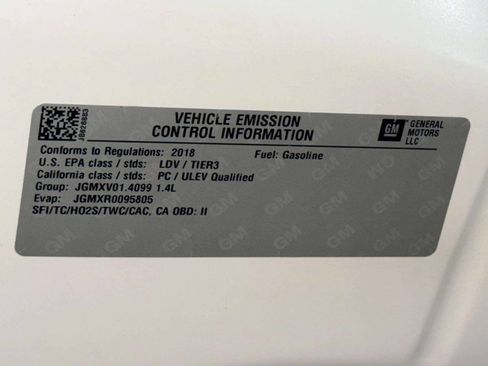 VEHICLE EMISSION
CONTROL INFORMATION
GM GENERAL
MOTORS
LLC
Conforms to Regulations: 2018 Fuel: Gasoline
U.S. EPA class / stds: LDV / TIER3
California class / stds: PC / ULEV Qualified
Group: JGMXV01.4099 1.4L
Evap: JGMXR0095805
SFI/TC/HO2S/TWC/CAC, CA OBD: II